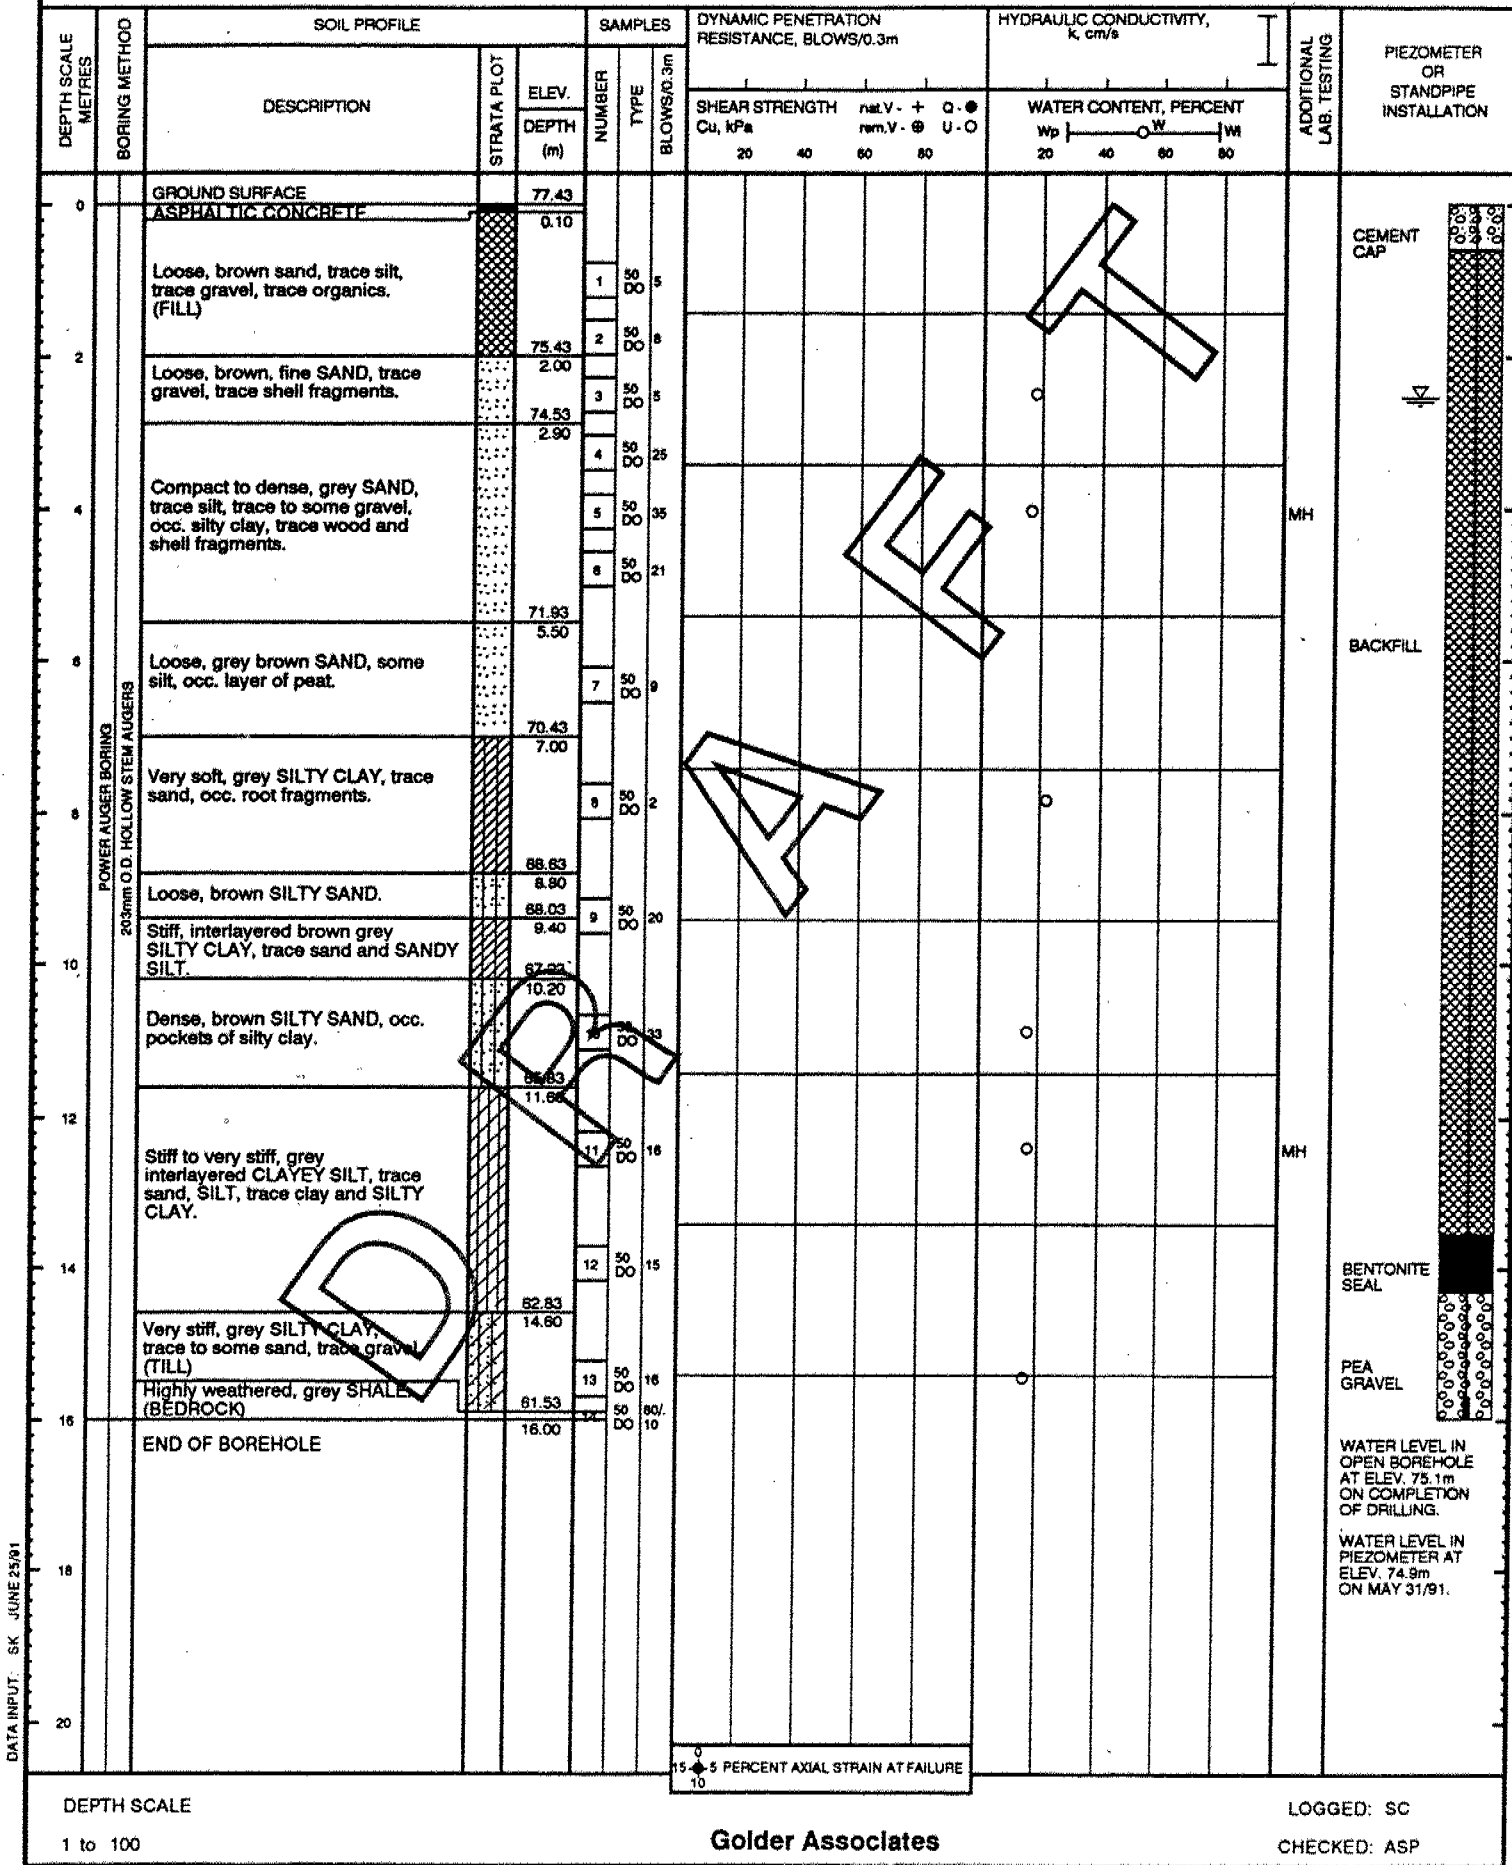 DEPTH SCALE
METRES
BORING METHOD
SOIL PROFILE
DESCRIPTION
STRATA PLOT
ELEV.
DEPTH
(m)
SAMPLES
NUMBER
TYPE
BLOWS/0.3m
DYNAMIC PENETRATION
RESISTANCE, BLOWS/0.3m
SHEAR STRENGTH nat.V - + Q - ●
Cu, kPa rem.V - ⊕ U - O
20 40 60 80
HYDRAULIC CONDUCTIVITY,
k, cm/s
WATER CONTENT, PERCENT
Wp W Wl
20 40 60 80
ADDITIONAL
LAB. TESTING
PIEZOMETER
OR
STANDPIPE
INSTALLATION
POWER AUGER BORING
203mm O.D. HOLLOW STEM AUGERS
GROUND SURFACE 77.43
0
ASPHALTIC CONCRETE
0.10
Loose, brown sand, trace silt,
trace gravel, trace organics.
(FILL)
1 50 DO 5
2 50 DO 8
75.43
2
2.00
Loose, brown, fine SAND, trace
gravel, trace shell fragments.
3 50 DO 5
74.53
2.90
4 50 DO 25
Compact to dense, grey SAND,
trace silt, trace to some gravel,
occ. silty clay, trace wood and
shell fragments.
4
5 50 DO 35
MH
6 50 DO 21
71.93
5.50
Loose, grey brown SAND, some
silt, occ. layer of peat.
6
7 50 DO 9
70.43
7.00
Very soft, grey SILTY CLAY, trace
sand, occ. root fragments.
8
8 50 DO 2
68.63
8.80
Loose, brown SILTY SAND.
68.03
9 50 DO 20
9.40
Stiff, interlayered brown grey
SILTY CLAY, trace sand and SANDY
SILT.
10
67.23
10.20
Dense, brown SILTY SAND, occ.
pockets of silty clay.
10 50 DO 33
65.83
11.60
12
Stiff to very stiff, grey
interlayered CLAYEY SILT, trace
sand, SILT, trace clay and SILTY
CLAY.
11 50 DO 16
MH
14
12 50 DO 15
62.83
14.60
Very stiff, grey SILTY CLAY,
trace to some sand, trace gravel
(TILL)
13 50 DO 16
Highly weathered, grey SHALE
(BEDROCK)
61.53
14 50 DO 80/.10
16
16.00
END OF BOREHOLE
18
20
CEMENT
CAP
BACKFILL
BENTONITE
SEAL
PEA
GRAVEL
WATER LEVEL IN
OPEN BOREHOLE
AT ELEV. 75.1m
ON COMPLETION
OF DRILLING.
WATER LEVEL IN
PIEZOMETER AT
ELEV. 74.9m
ON MAY 31/91.
DRAFT
DATA INPUT: SK JUNE 25/91
0
15 5 PERCENT AXIAL STRAIN AT FAILURE
10
DEPTH SCALE
1 to 100
Golder Associates
LOGGED: SC
CHECKED: ASP